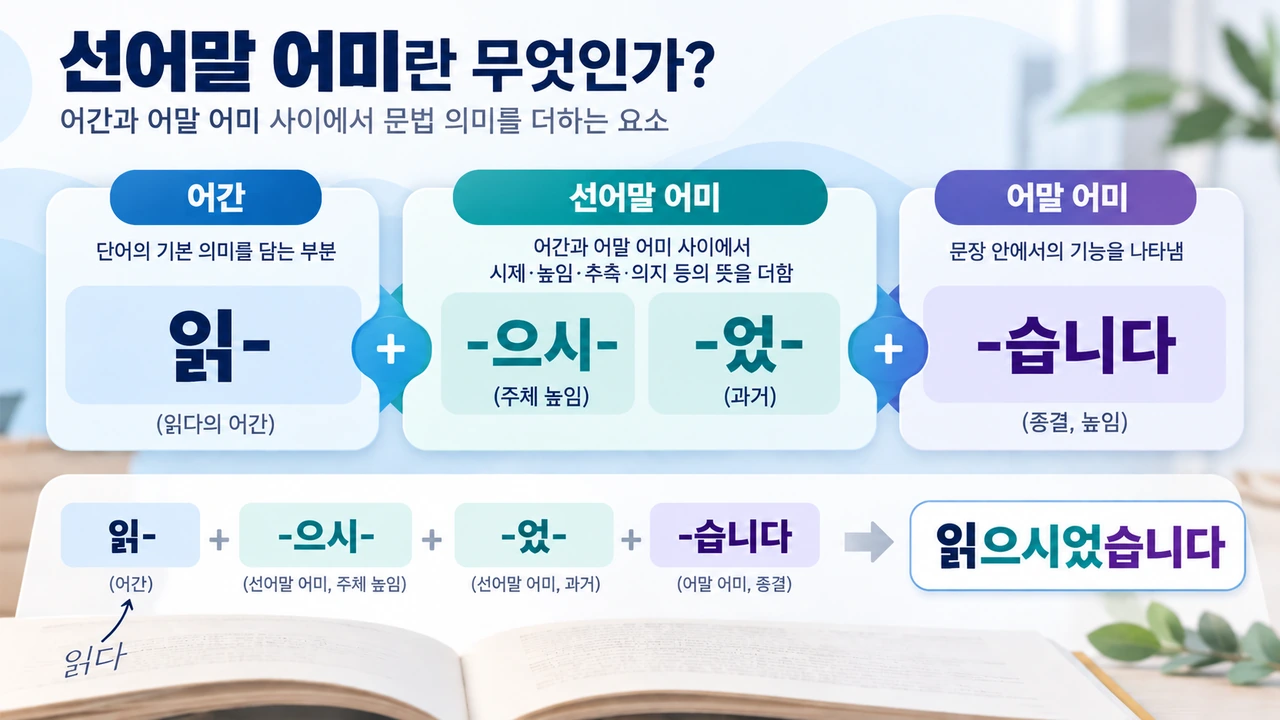 선어말 어미란 무엇인가?
어간과 어말 어미 사이에서 문법 의미를 더하는 요소
어간
단어의 기본 의미를 담는 부분
읽-
(읽다의 어간)
+
선어말 어미
어간과 어말 어미 사이에서
시제·높임·추측·의지 등의 뜻을 더함
-으시-
(주체 높임)
-었-
(과거)
+
어말 어미
문장 안에서의 기능을 나타냄
-습니다
(종결, 높임)
읽- + -으시- + -었- + -습니다 읽으시었습니다
(어간) (선어말 어미, 주체 높임) (선어말 어미, 과거) (어말 어미, 종결)
읽다